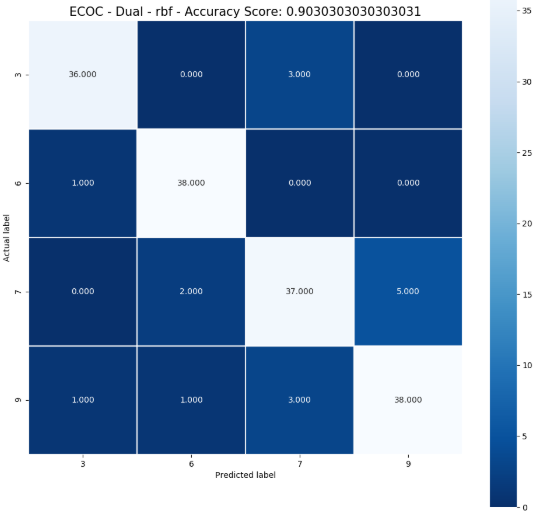 ECOC - Dual - rbf - Accuracy Score: 0.9030303030303031
3 36.000 0.000 3.000 0.000
6 1.000 38.000 0.000 0.000
7 0.000 2.000 37.000 5.000
9 1.000 1.000 3.000 38.000
Actual label
3 6 7 9
Predicted label
35
30
25
20
15
10
5
0